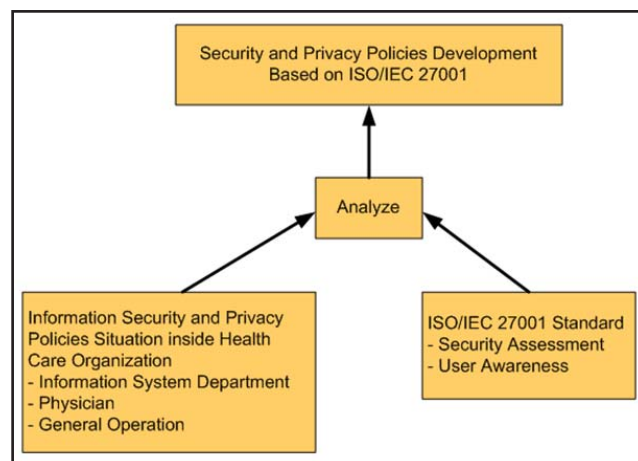 Security and Privacy Policies Development
Based on ISO/IEC 27001
Analyze
Information Security and Privacy
Policies Situation inside Health
Care Organization
- Information System Department
- Physician
- General Operation
ISO/IEC 27001 Standard
- Security Assessment
- User Awareness